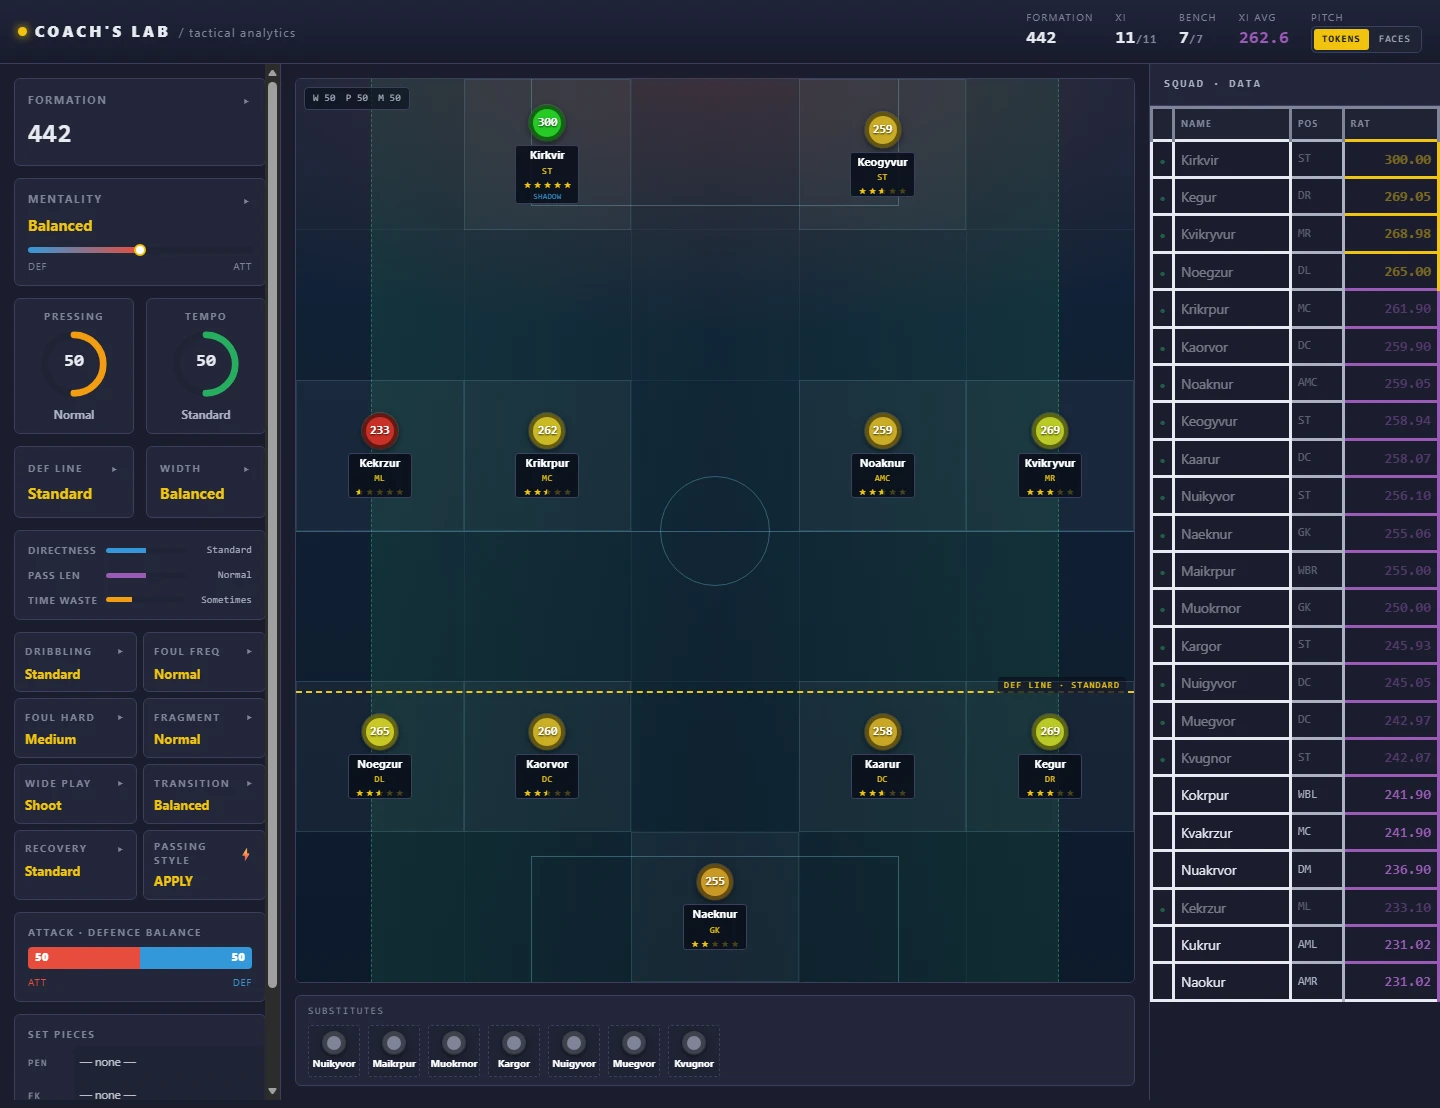 COACH'S LAB / tactical analytics
FORMATION
442
XI
11/11
BENCH
7/7
XI AVG
262.6
PITCH
TOKENS FACES
FORMATION ▸
442
MENTALITY ▸
Balanced
DEF ATT
PRESSING
50
Normal
TEMPO
50
Standard
DEF LINE ▸
Standard
WIDTH ▸
Balanced
DIRECTNESS Standard
PASS LEN Normal
TIME WASTE Sometimes
DRIBBLING ▸
Standard
FOUL FREQ ▸
Normal
FOUL HARD ▸
Medium
FRAGMENT ▸
Normal
WIDE PLAY ▸
Shoot
TRANSITION ▸
Balanced
RECOVERY ▸
Standard
PASSING STYLE
APPLY
ATTACK · DEFENCE BALANCE
50 50
ATT DEF
SET PIECES
PEN — none —
FK — none —
W 50 P 50 M 50
300
Kirkvir
ST
★★★★★
SHADOW
259
Keogyvur
ST
233
Kekrzur
ML
262
Krikrpur
MC
259
Noaknur
AMC
269
Kvikryvur
MR
DEF LINE · STANDARD
265
Noegzur
DL
260
Kaorvor
DC
258
Kaarur
DC
269
Kegur
DR
255
Naeknur
GK
SUBSTITUTES
Nuikyvor Maikrpur Muokrnor Kargor Nuigyvor Muegvor Kvugnor
SQUAD · DATA
NAME POS RAT
Kirkvir ST 300.00
Kegur DR 269.05
Kvikryvur MR 268.98
Noegzur DL 265.00
Krikrpur MC 261.90
Kaorvor DC 259.90
Noaknur AMC 259.05
Keogyvur ST 258.94
Kaarur DC 258.07
Nuikyvor ST 256.10
Naeknur GK 255.06
Maikrpur WBR 255.00
Muokrnor GK 250.00
Kargor ST 245.93
Nuigyvor DC 245.05
Muegvor DC 242.97
Kvugnor ST 242.07
Kokrpur WBL 241.90
Kvakrzur MC 241.90
Nuakrvor DM 236.90
Kekrzur ML 233.10
Kukrur AML 231.02
Naokur AMR 231.02